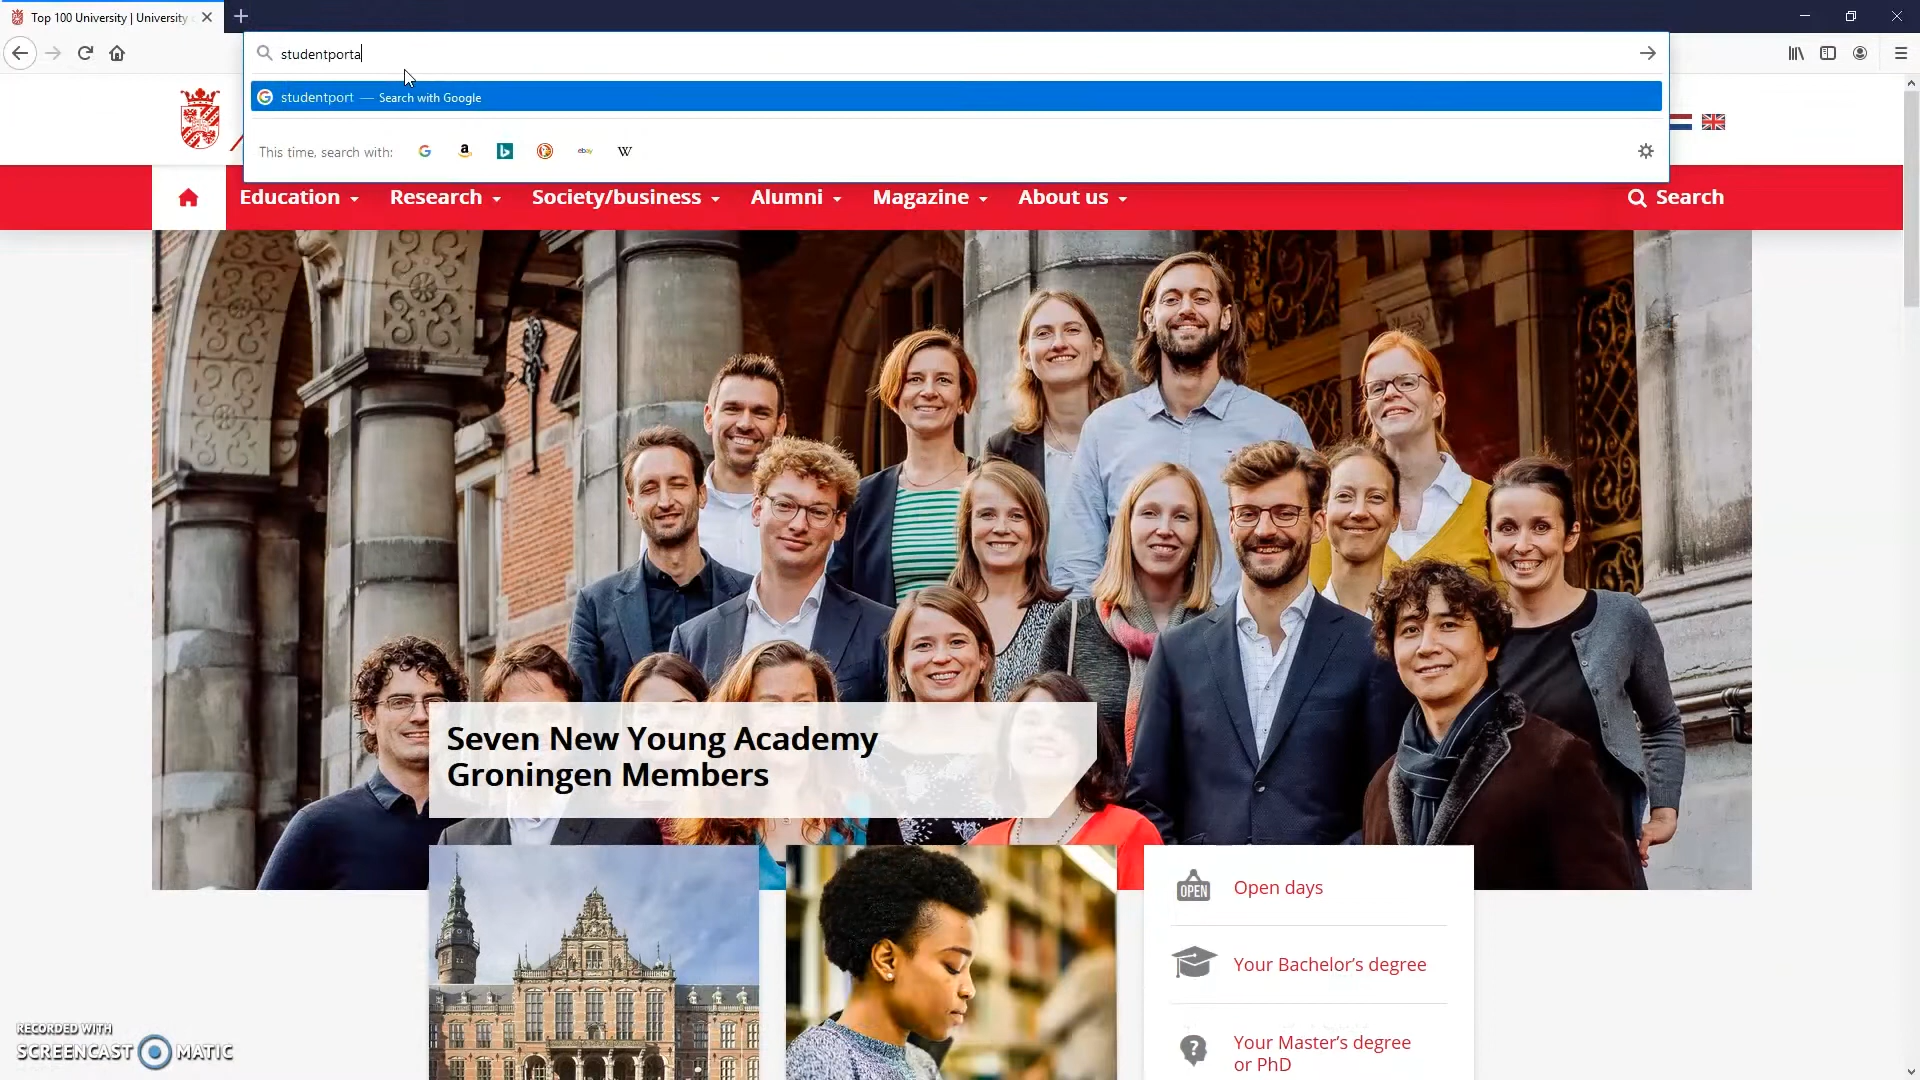 Top 100 University | University
studentporta
studentport — Search with Google
This time, search with:
Education
Research
Society/business
Alumni
Magazine
About us
Search
Seven New Young Academy
Groningen Members
OPEN
Open days
Your Bachelor’s degree
Your Master’s degree
or PhD
RECORDED WITH
SCREENCAST MATIC